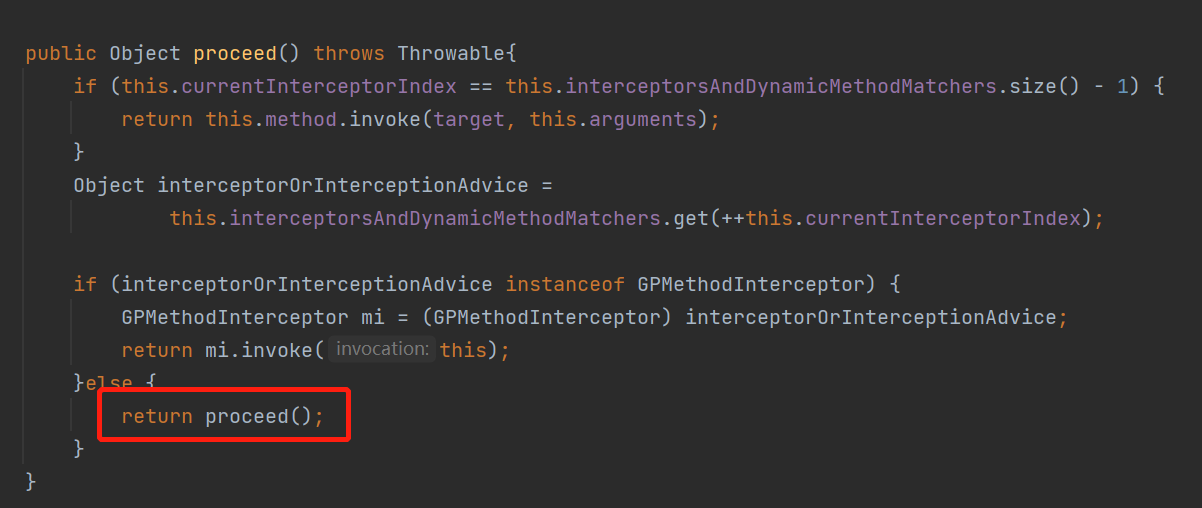 public Object proceed() throws Throwable{
if (this.currentInterceptorIndex == this.interceptorsAndDynamicMethodMatchers.size() - 1) {
return this.method.invoke(target, this.arguments);
}
Object interceptorOrInterceptionAdvice =
this.interceptorsAndDynamicMethodMatchers.get(++this.currentInterceptorIndex);
if (interceptorOrInterceptionAdvice instanceof GPMethodInterceptor) {
GPMethodInterceptor mi = (GPMethodInterceptor) interceptorOrInterceptionAdvice;
return mi.invoke( invocation: this);
}else {
return proceed();
}
}